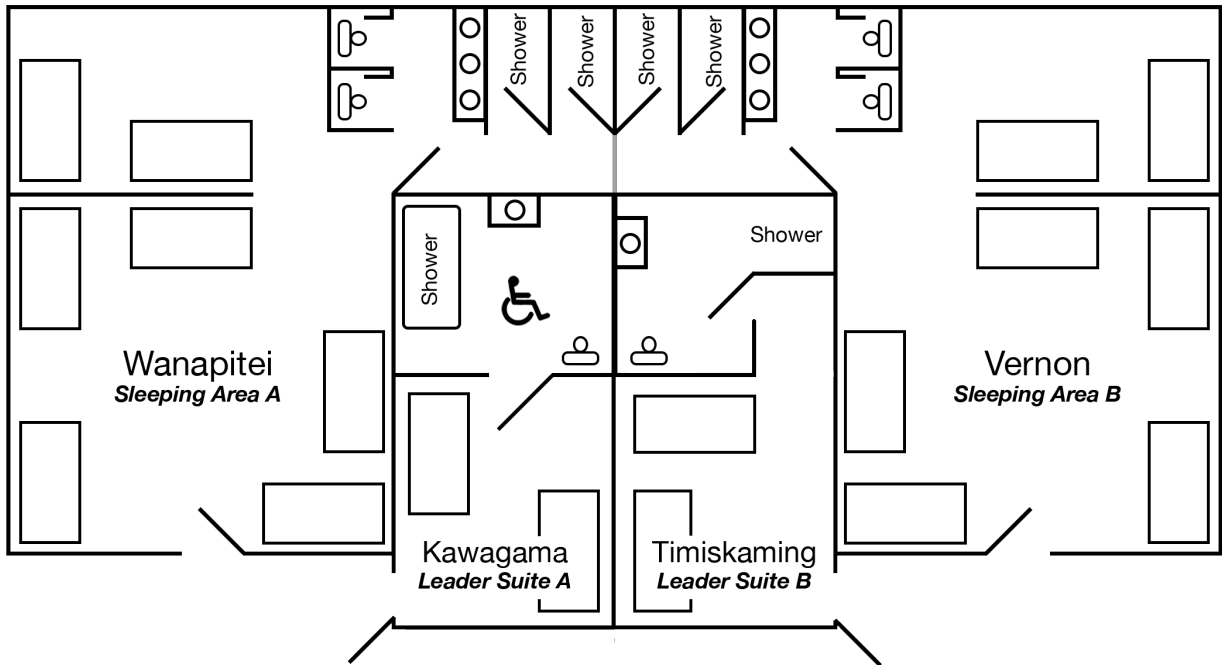 Shower
Shower
Shower
Shower
Shower
Shower
Wanapitei
Sleeping Area A
Vernon
Sleeping Area B
Kawagama
Leader Suite A
Timiskaming
Leader Suite B